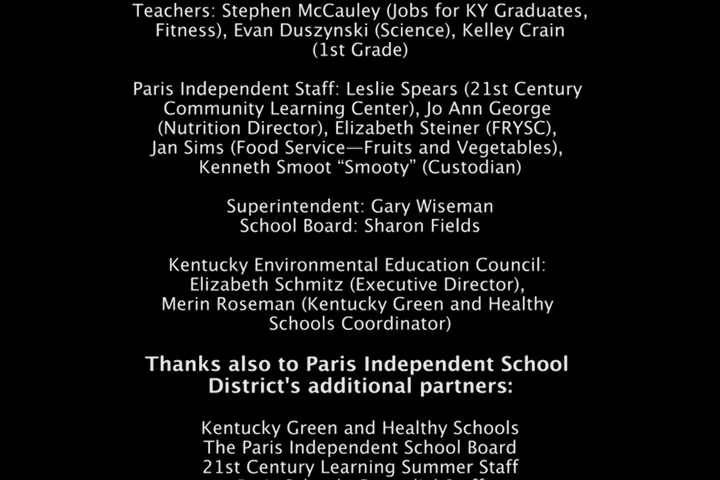 Teachers: Stephen McCauley (Jobs for KY Graduates,
Fitness), Evan Duszynski (Science), Kelley Crain
(1st Grade)
Paris Independent Staff: Leslie Spears (21st Century
Community Learning Center), Jo Ann George
(Nutrition Director), Elizabeth Steiner (FRYSC),
Jan Sims (Food Service—Fruits and Vegetables),
Kenneth Smoot “Smooty” (Custodian)
Superintendent: Gary Wiseman
School Board: Sharon Fields
Kentucky Environmental Education Council:
Elizabeth Schmitz (Executive Director),
Merin Roseman (Kentucky Green and Healthy
Schools Coordinator)
Thanks also to Paris Independent School
District's additional partners:
Kentucky Green and Healthy Schools
The Paris Independent School Board
21st Century Learning Summer Staff